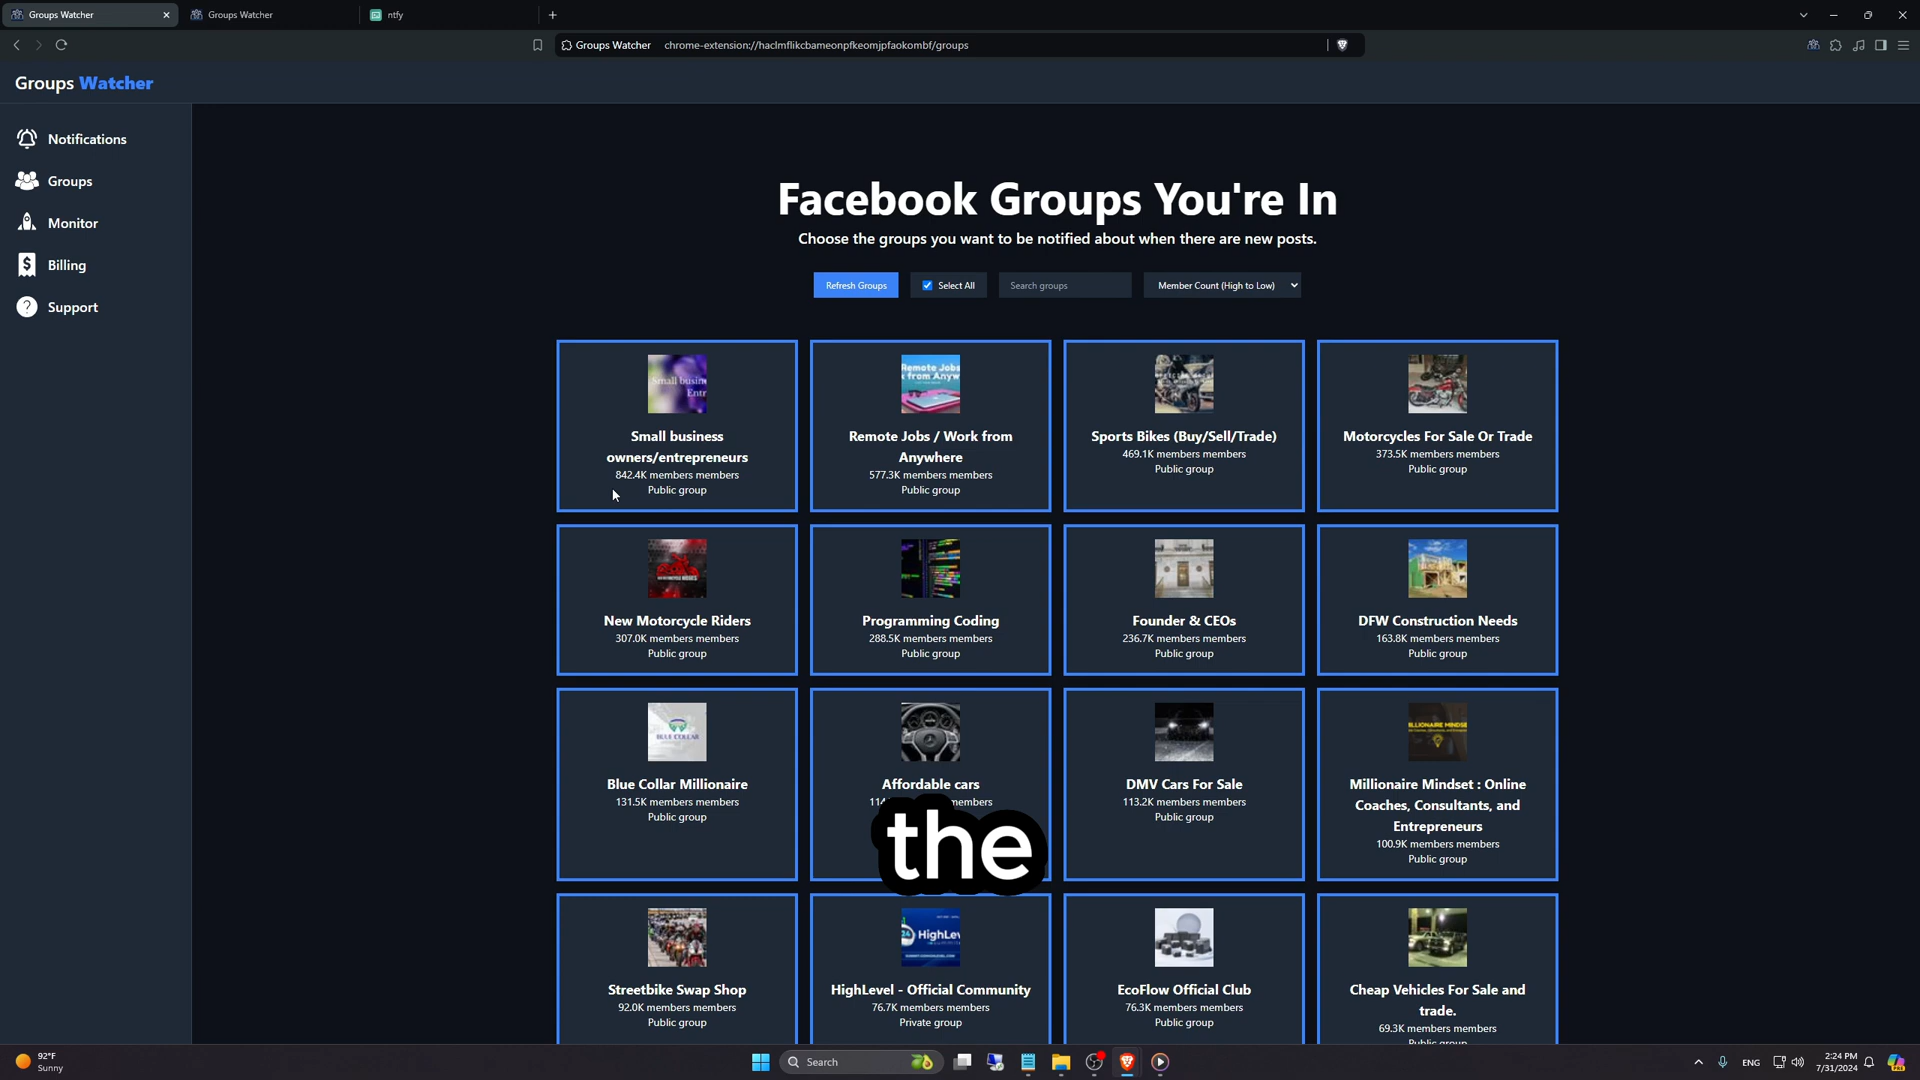 Groups Watcher
Groups Watcher
ntfy
Groups Watcher chrome-extension://haclmflikcbameonpfkeomjpfaokombf/groups
Groups Watcher
Notifications
Groups
Monitor
Billing
Support
Facebook Groups You're In
Choose the groups you want to be notified about when there are new posts.
Refresh Groups
Select All
Search groups
Member Count (High to Low)
Small business
owners/entrepreneurs
842.4K members members
Public group
Remote Jobs / Work from
Anywhere
577.3K members members
Public group
Sports Bikes (Buy/Sell/Trade)
469.1K members members
Public group
Motorcycles For Sale Or Trade
373.5K members members
Public group
New Motorcycle Riders
307.0K members members
Public group
Programming Coding
288.5K members members
Public group
Founder & CEOs
236.7K members members
Public group
DFW Construction Needs
163.8K members members
Public group
BLUE COLLAR
Blue Collar Millionaire
131.5K members members
Public group
Affordable cars
members
the
DMV Cars For Sale
113.2K members members
Public group
Millionaire Mindset : Online
Coaches, Consultants, and
Entrepreneurs
100.9K members members
Public group
Streetbike Swap Shop
92.0K members members
Public group
HighLevel - Official Community
76.7K members members
Private group
EcoFlow Official Club
76.3K members members
Public group
Cheap Vehicles For Sale and
trade.
69.3K members members
Public group
92°F
Sunny
Search
ENG
2:24 PM
7/31/2024